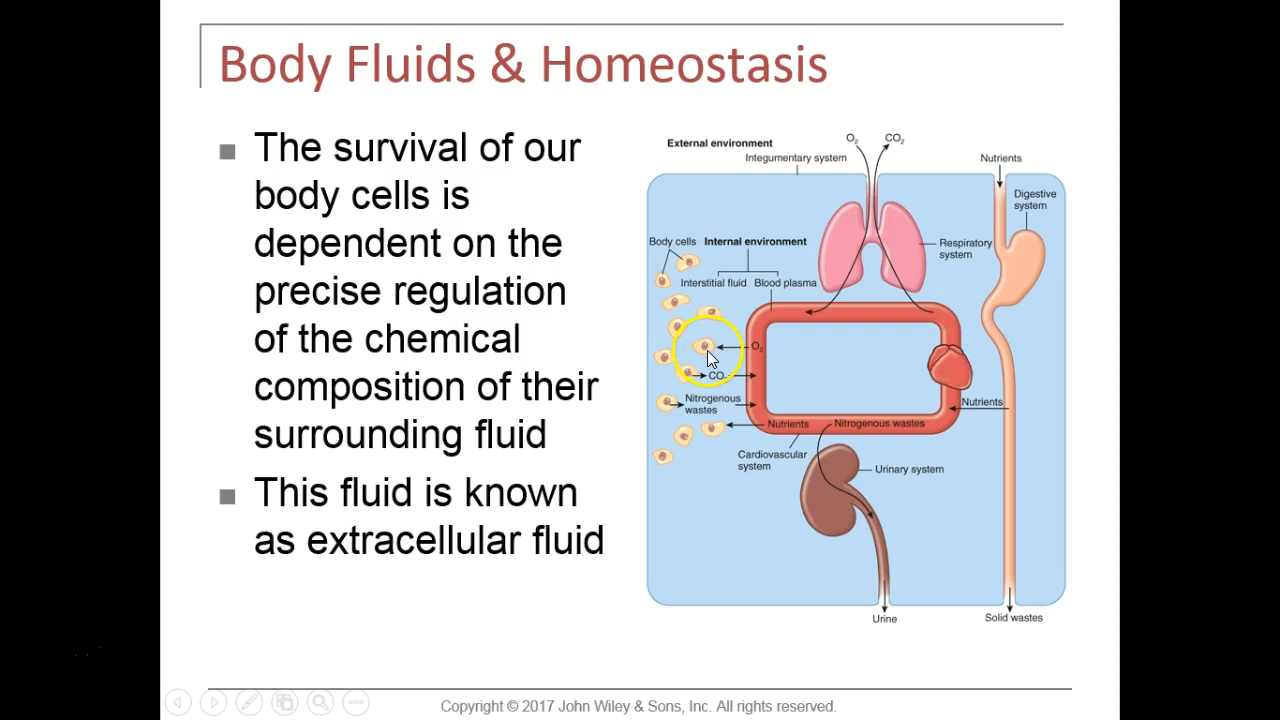 Body Fluids & Homeostasis
The survival of our
body cells is
dependent on the
precise regulation
of the chemical
composition of their
surrounding fluid
This fluid is known
as extracellular fluid
External environment
O2
CO2
Integumentary system
Nutrients
Digestive
system
Body cells
Internal environment
Respiratory
system
Interstitial fluid
Blood plasma
O2
CO
Nitrogenous
wastes
Nutrients
Nutrients
Nitrogenous wastes
Cardiovascular
system
Urinary system
Urine
Solid wastes
Copyright © 2017 John Wiley & Sons, Inc. All rights reserved.